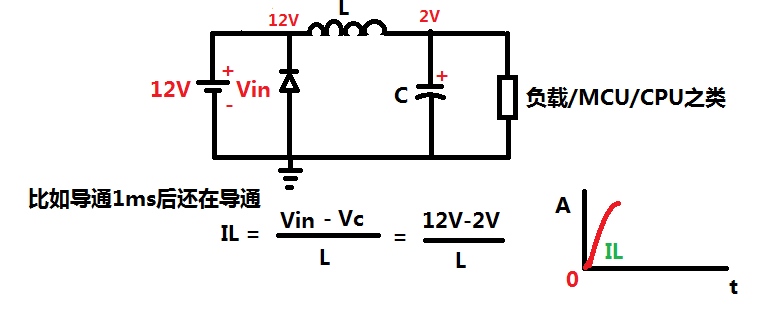 L
12V
2V
12V
+
-
Vin
C
+
负载/MCU/CPU之类
比如导通1ms后还在导通
IL = Vin - Vc / L = 12V-2V / L
A
IL
0
t